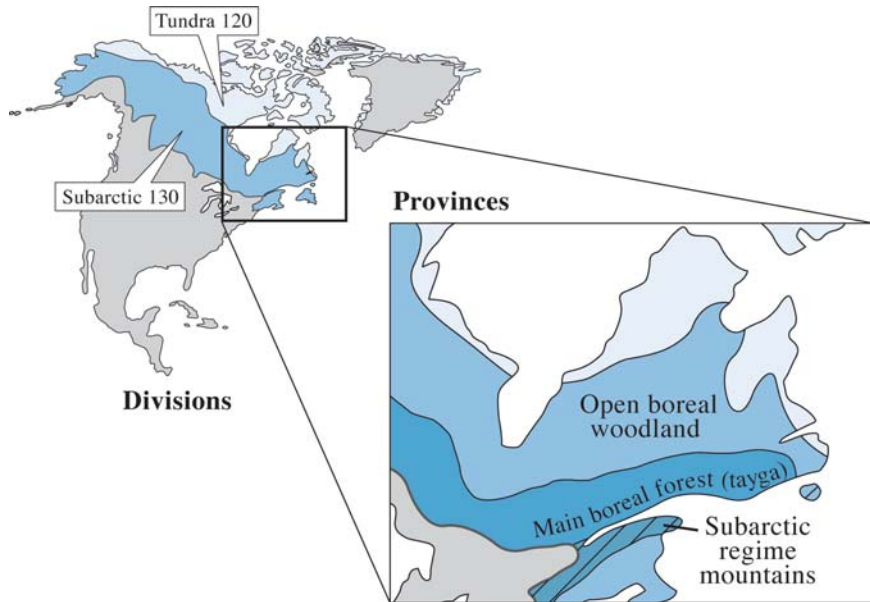 Tundra 120
Subarctic 130
Divisions
Provinces
Open boreal
woodland
Main boreal forest (tayga)
Subarctic
regime
mountains